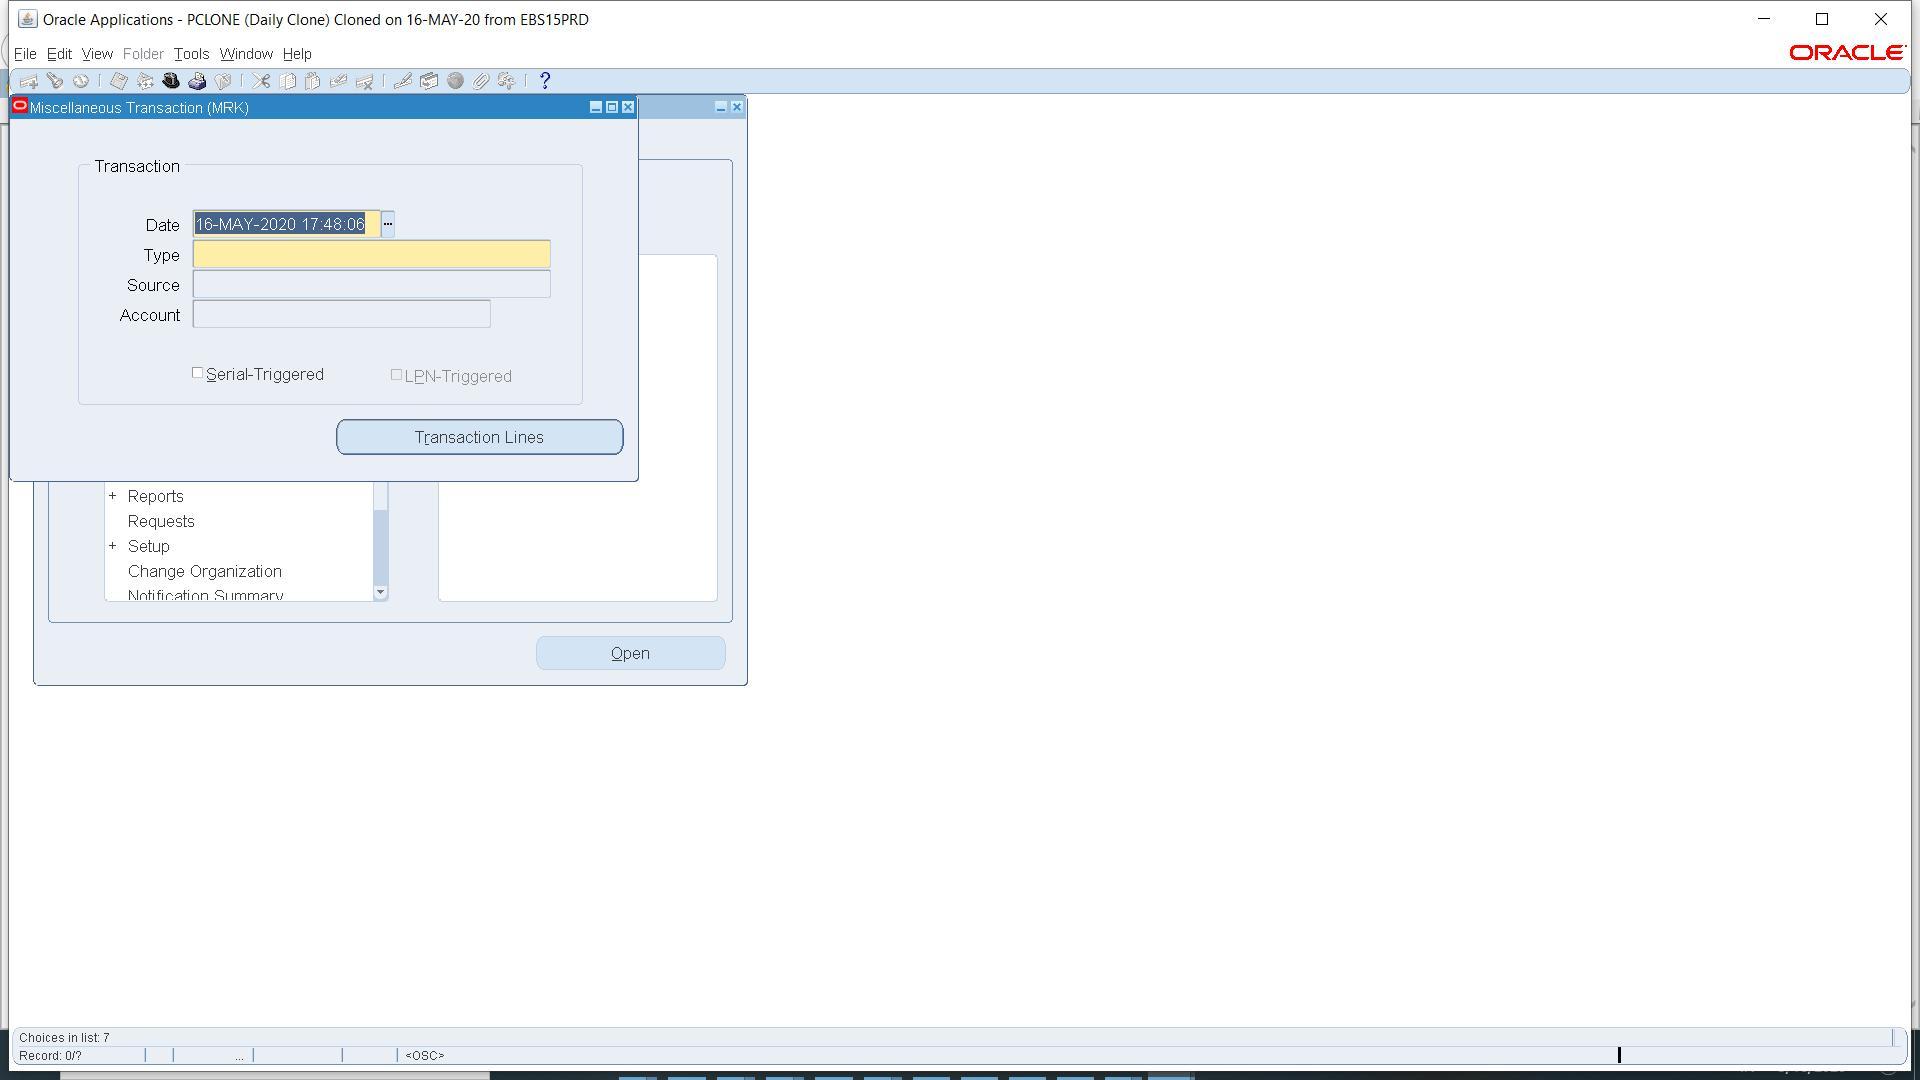 Oracle Applications - PCLONE (Daily Clone) Cloned on 16-MAY-20 from EBS15PRD
File Edit View Folder Tools Window Help
ORACLE
?
Miscellaneous Transaction (MRK)
Transaction
Date 16-MAY-2020 17:48:06 ...
Type
Source
Account
Serial-Triggered LPN-Triggered
Transaction Lines
+ Reports
Requests
+ Setup
Change Organization
Notification Summary
Open
Choices in list: 7
Record: 0/? ... <OSC>